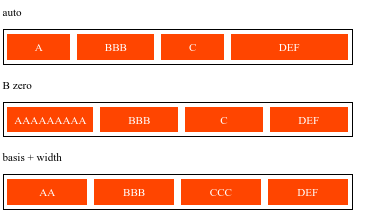 auto
A BBB C DEF
B zero
AAAAAAAAA BBB C DEF
basis + width
AA BBB CCC DEF